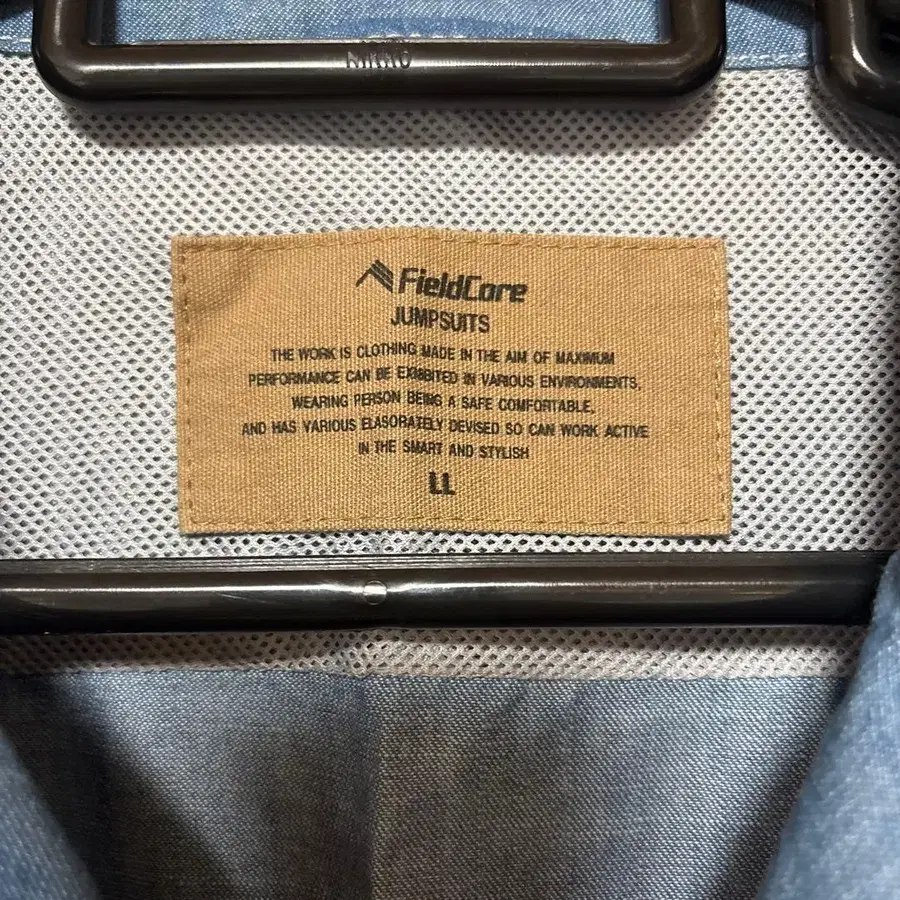 FieldCore
JUMPSUITS
THE WORK IS CLOTHING MADE IN THE AIM OF MAXIMUM
PERFORMANCE CAN BE EXHIBITED IN VARIOUS ENVIRONMENTS.
WEARING PERSON BEING A SAFE COMFORTABLE.
AND HAS VARIOUS ELASORATELY DEVISED SO CAN WORK ACTIVE
IN THE SMART AND STYLISH
LL